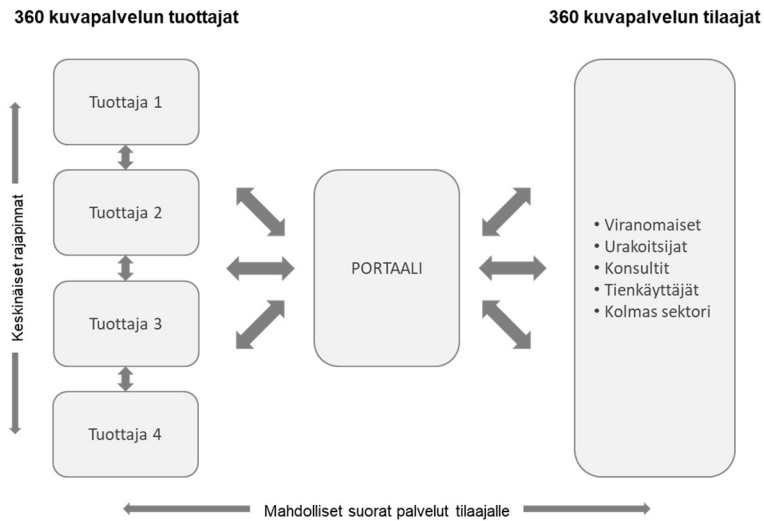 360 kuvapalvelun tuottajat
360 kuvapalvelun tilaajat
Keskinäiset rajapinnat
Tuottaja 1
Tuottaja 2
Tuottaja 3
Tuottaja 4
PORTAALI
• Viranomaiset
• Urakoitsijat
• Konsultit
• Tienkäyttäjät
• Kolmas sektori
Mahdolliset suorat palvelut tilaajalle